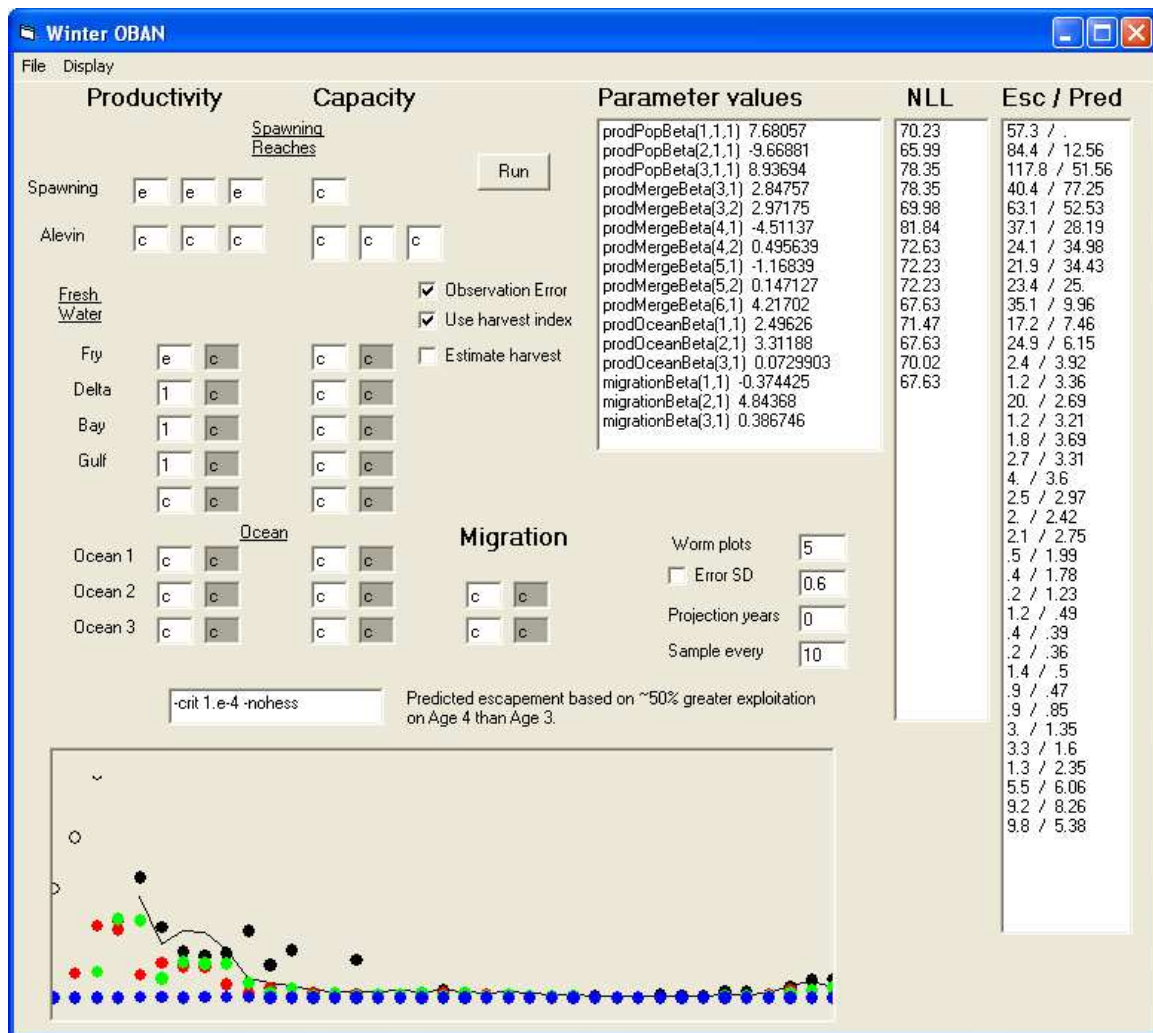 Winter OBAN
File Display
Productivity Capacity Parameter values NLL Esc / Pred
Spawning
Reaches
Run
Spawning e e e c
Alevin c c c c c c
Fresh
Water
Observation Error
Use harvest index
Estimate harvest
Fry e c c c
Delta 1 c c c
Bay 1 c c c
Gulf 1 c c c
c c c c
Ocean
Migration
Ocean 1 c c c c
Ocean 2 c c c c c c
Ocean 3 c c c c c c
prodPopBeta(1,1,1) 7.68057
prodPopBeta(2,1,1) -9.66881
prodPopBeta(3,1,1) 8.93694
prodMergeBeta(3,1) 2.84757
prodMergeBeta(3,2) 2.97175
prodMergeBeta(4,1) -4.51137
prodMergeBeta(4,2) 0.495639
prodMergeBeta(5,1) -1.16839
prodMergeBeta(5,2) 0.147127
prodMergeBeta(6,1) 4.21702
prodOceanBeta(1,1) 2.49626
prodOceanBeta(2,1) 3.31188
prodOceanBeta(3,1) 0.0729903
migrationBeta(1,1) -0.374425
migrationBeta(2,1) 4.84368
migrationBeta(3,1) 0.386746
70.23
65.99
78.35
78.35
69.98
81.84
72.63
72.23
72.23
67.63
71.47
67.63
70.02
67.63
57.3 / .
84.4 / 12.56
117.8 / 51.56
40.4 / 77.25
63.1 / 52.53
37.1 / 28.19
24.1 / 34.98
21.9 / 34.43
23.4 / 25.
35.1 / 9.96
17.2 / 7.46
24.9 / 6.15
2.4 / 3.92
1.2 / 3.36
20. / 2.69
1.2 / 3.21
1.8 / 3.69
2.7 / 3.31
4. / 3.6
2.5 / 2.97
2. / 2.42
2.1 / 2.75
.5 / 1.99
.4 / 1.78
.2 / 1.23
1.2 / .49
.4 / .39
.2 / .36
1.4 / .5
.9 / .47
.9 / .85
3. / 1.35
3.3 / 1.6
1.3 / 2.35
5.5 / 6.06
9.2 / 8.26
9.8 / 5.38
Worm plots 5
Error SD 0.6
Projection years 0
Sample every 10
-crit 1.e-4 -nohess
Predicted escapement based on ~50% greater exploitation
on Age 4 than Age 3.